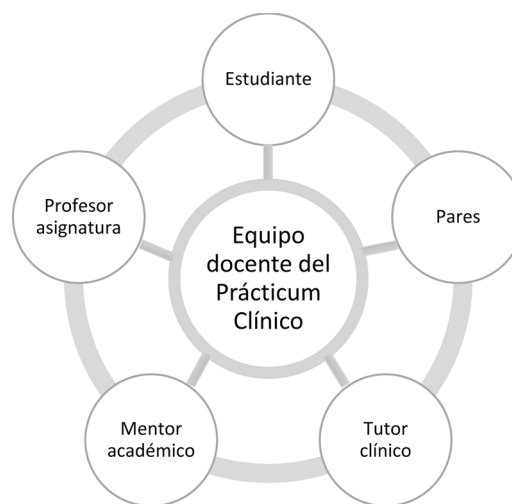 Estudiante
Profesor
asignatura
Pares
Equipo
docente del
Prácticum
Clínico
Mentor
académico
Tutor
clínico